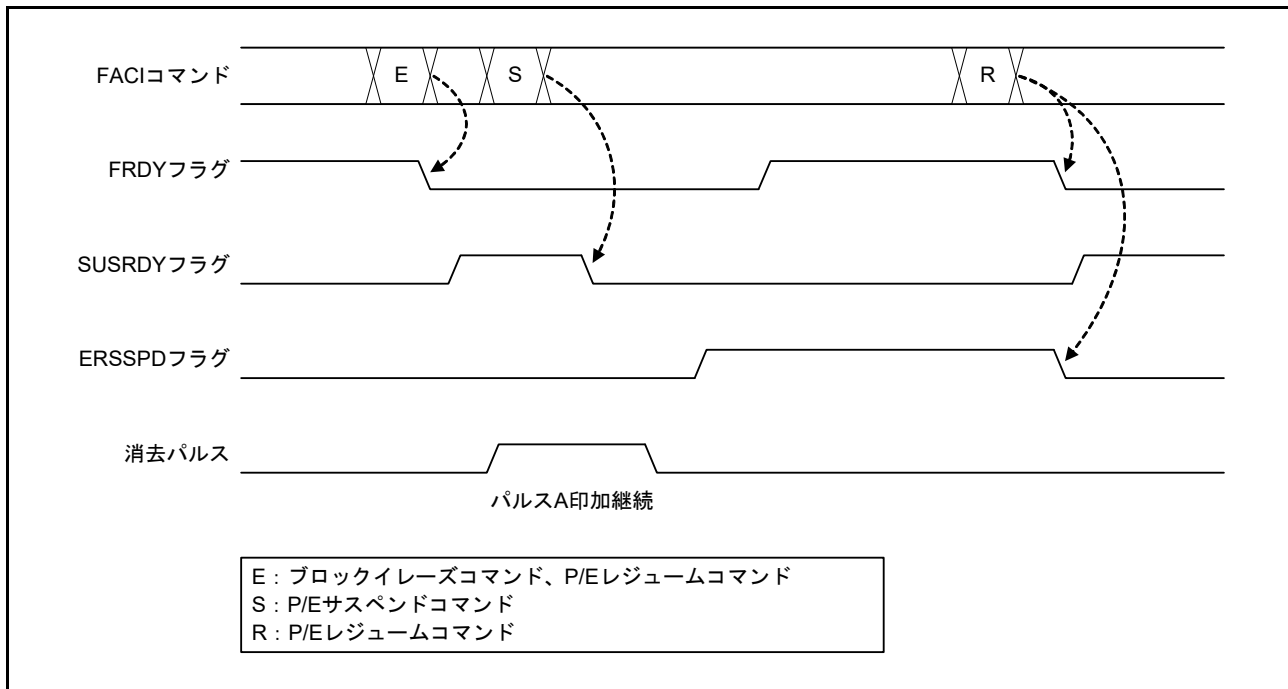 FACIコマンド
E
S
R
FRDYフラグ
SUSRDYフラグ
ERSSPDフラグ
消去パルス
パルスA印加継続
E：ブロックイレーズコマンド、P/Eレジュームコマンド
S：P/Eサスペンドコマンド
R：P/Eレジュームコマンド